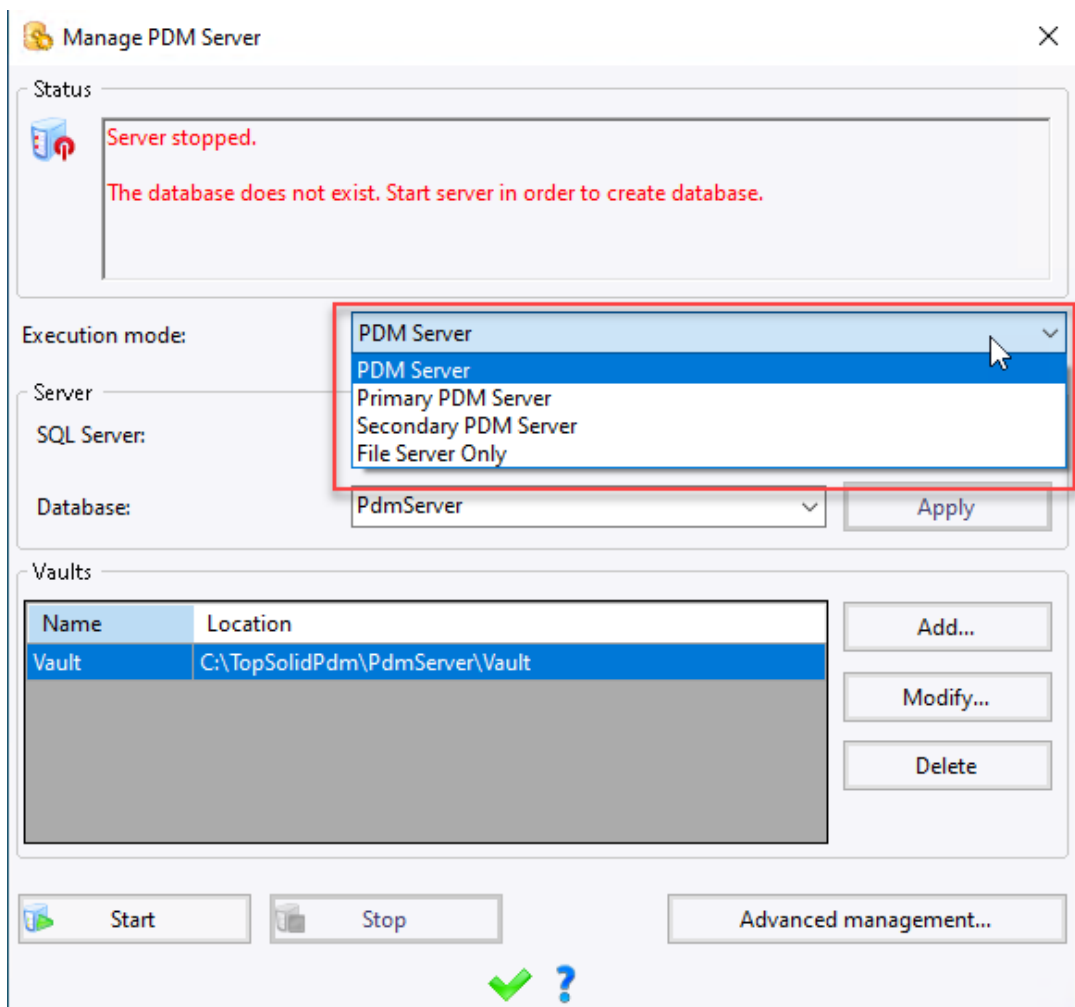 Manage PDM Server
Status
Server stopped.
The database does not exist. Start server in order to create database.
Execution mode:
PDM Server
PDM Server
Primary PDM Server
Secondary PDM Server
File Server Only
Server
SQL Server:
Database:
PdmServer
Apply
Vaults
Name Location
Vault C:\TopSolidPdm\PdmServer\Vault
Add...
Modify...
Delete
Start
Stop
Advanced management...
?